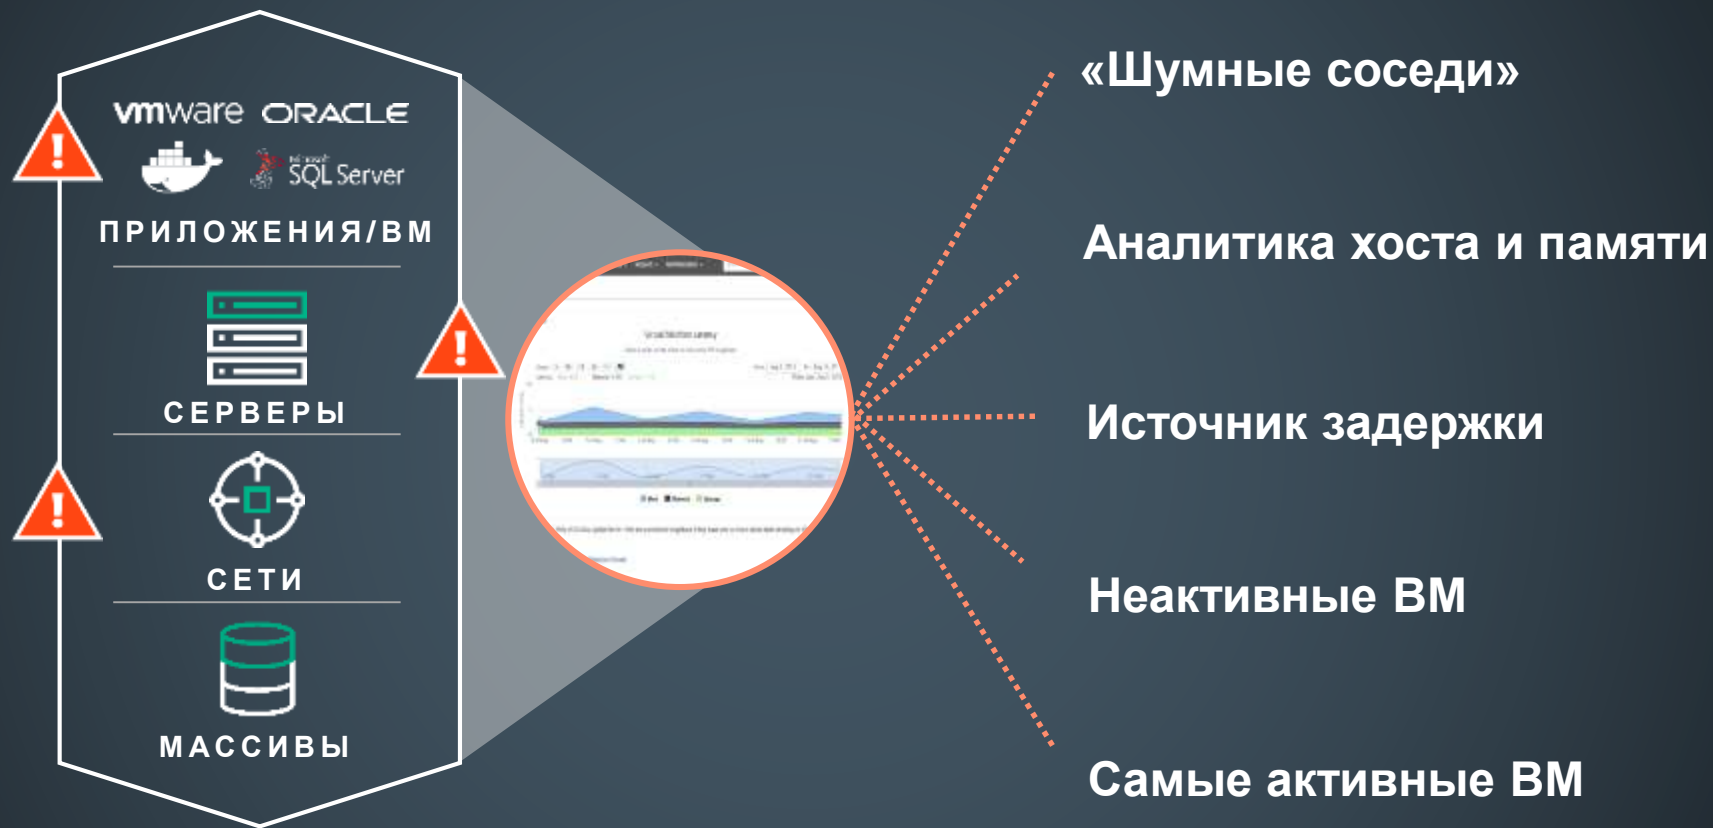 vmware ORACLE
Microsoft
SQL Server
ПРИЛОЖЕНИЯ/ВМ
СЕРВЕРЫ
СЕТИ
МАССИВЫ
«Шумные соседи»
Аналитика хоста и памяти
Источник задержки
Неактивные ВМ
Самые активные ВМ